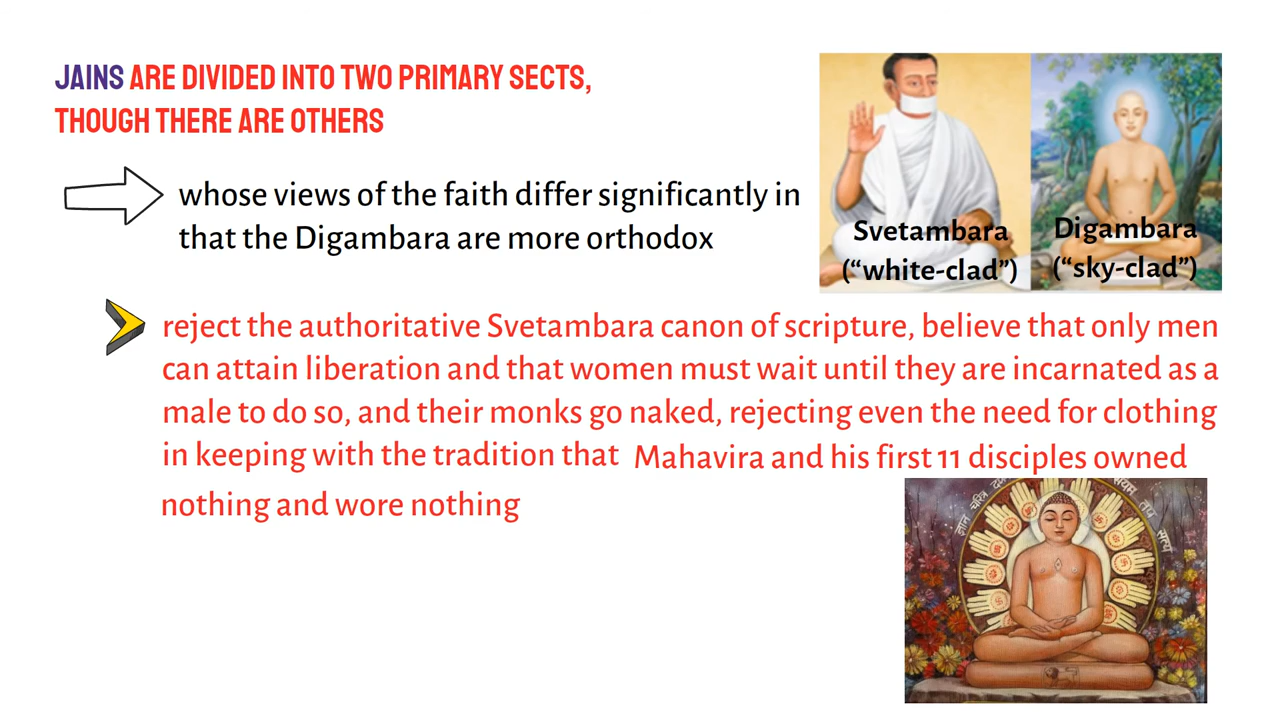 JAINS ARE DIVIDED INTO TWO PRIMARY SECTS,
THOUGH THERE ARE OTHERS
whose views of the faith differ significantly in
that the Digambara are more orthodox
Svetambara
("white-clad")
Digambara
("sky-clad")
reject the authoritative Svetambara canon of scripture, believe that only men
can attain liberation and that women must wait until they are incarnated as a
male to do so, and their monks go naked, rejecting even the need for clothing
in keeping with the tradition that Mahavira and his first 11 disciples owned
nothing and wore nothing
ज्ञान चरित्र
संयम तप सत्य